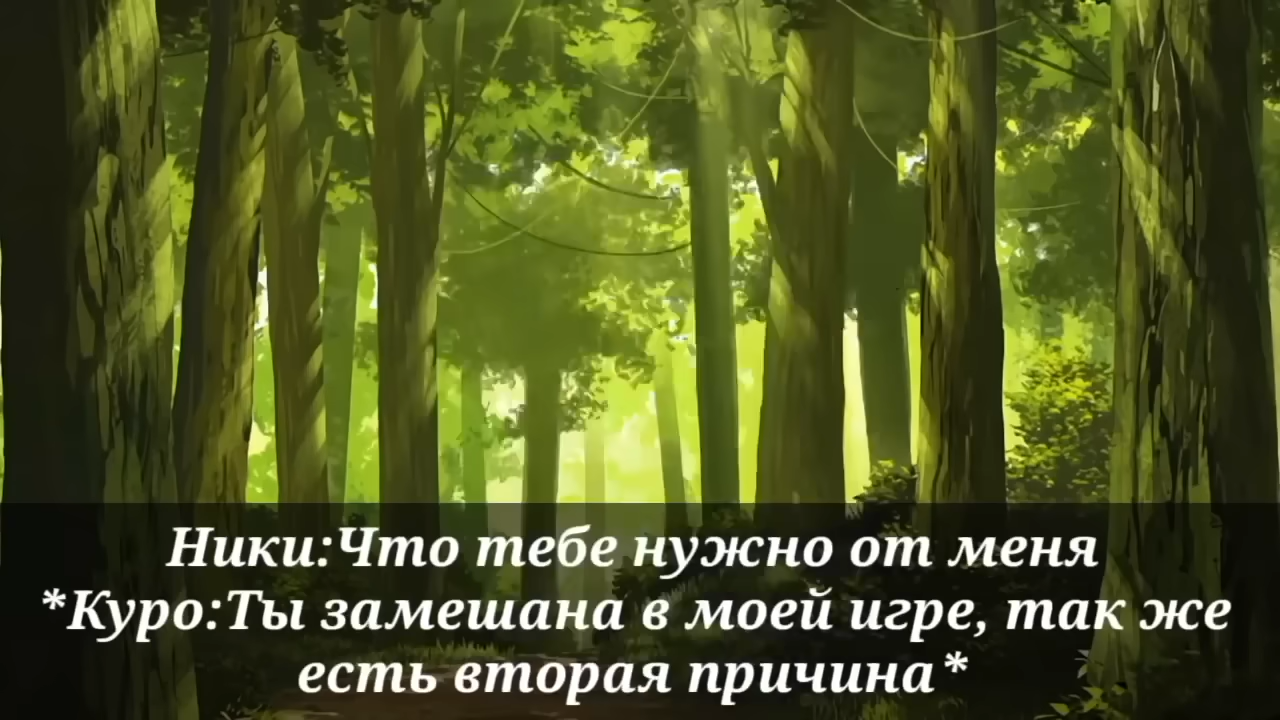 Ники:Что тебе нужно от меня
*Куро:Ты замешана в моей игре, так же
есть вторая причина*